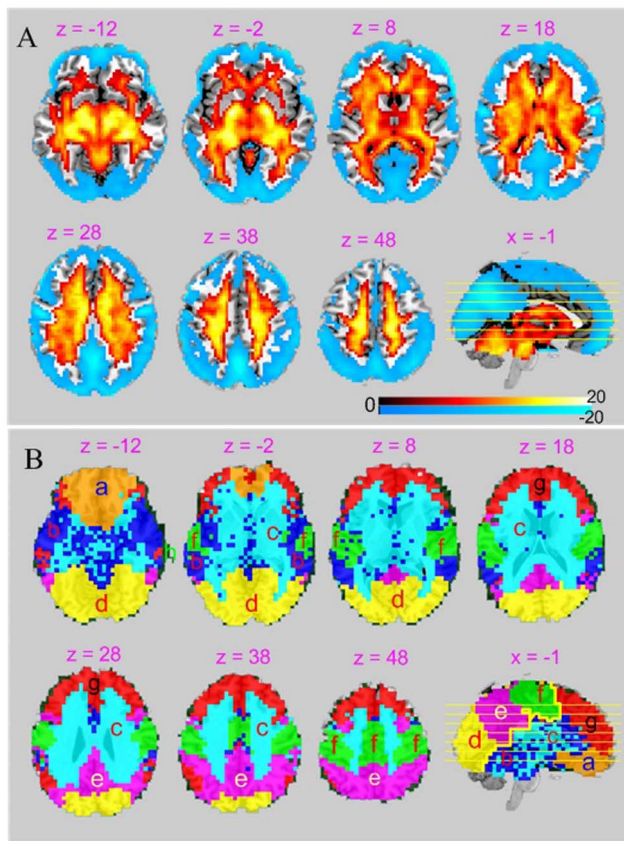 A
z = -12
z = -2
z = 8
z = 18
z = 28
z = 38
z = 48
x = -1
0
20
-20
B
z = -12
z = -2
z = 8
z = 18
a
b
d
f
c
f
b
b
d
f
f
d
g
c
z = 28
z = 38
z = 48
x = -1
g
c
e
c
e
f
f
f
e
f
e
g
d
c
b
a